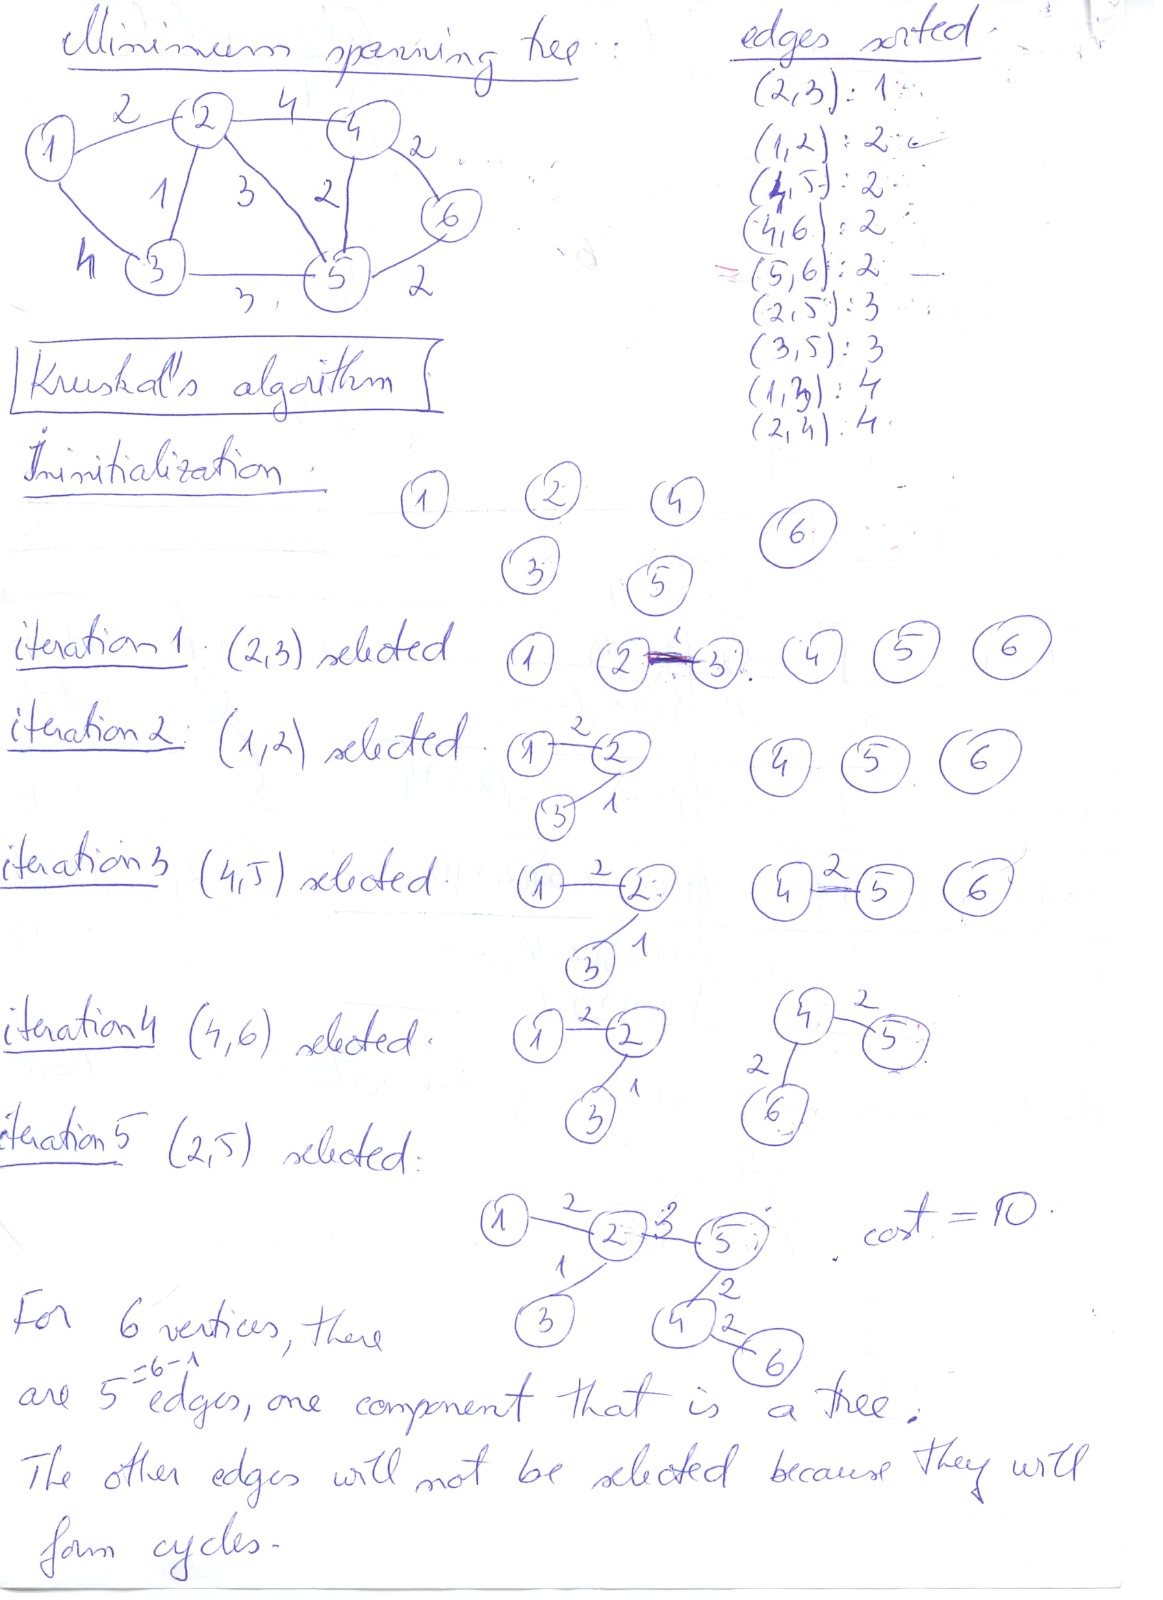 Minimum spanning tree :
edges sorted.
(2,3): 1
(1,2): 2
(4,5): 2
(4,6): 2
(5,6): 2
(2,5): 3
(3,5): 3
(1,3): 4
(2,4): 4
1 2 2 4 4 2 6
1 3 2
4 3 3 5 2
Kruskal's algorithm
Ininitialization.
1 2 4 6
3 5
iteration 1. (2,3) selected 1 2 1 3. 4 5 6
iteration 2: (1,2) selected. 1 2 2 4 5 6
3 1
iteration 3 (4,5) selected. 1 2 2 4 2 5 6
3 1
iteration 4 (4,6) selected. 1 2 2 4 2 5
3 1 2 6
iteration 5 (2,5) selected:
1 2 2 3 5 cost = 10.
1 3 2 4 2 6
For 6 vertices, there
are 5 =6-1 edges, one component that is a tree.
The other edges will not be selected because they will
form cycles.